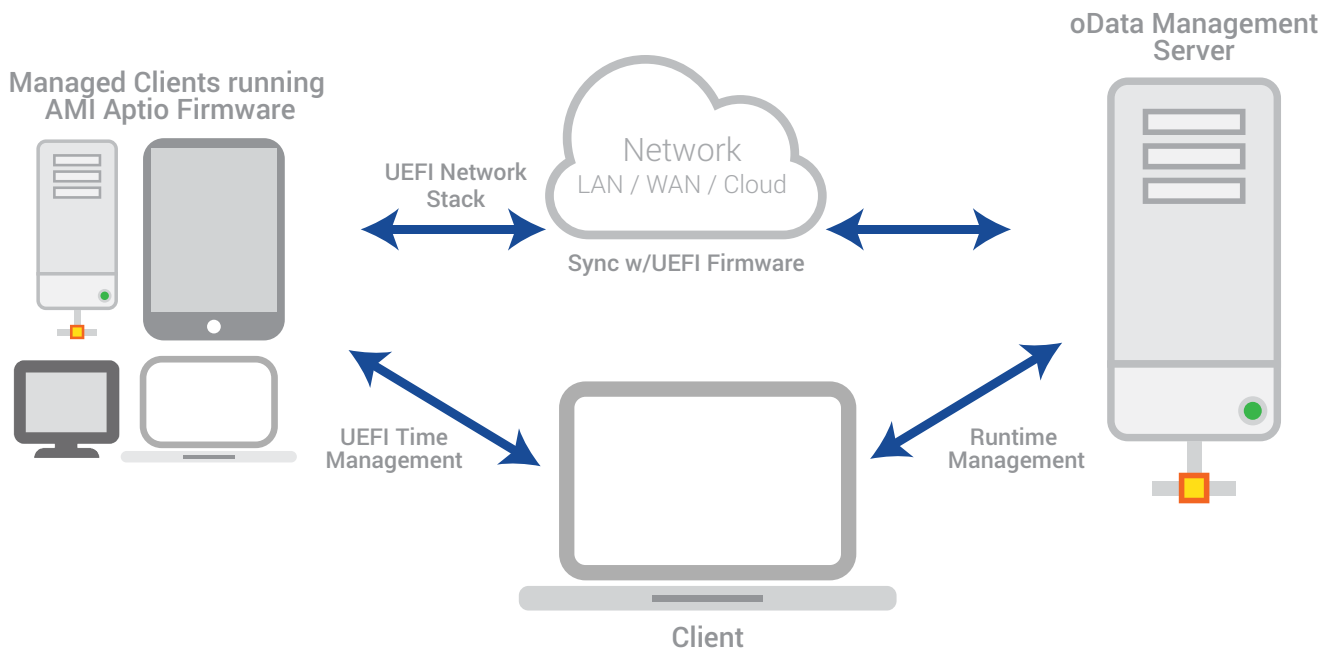 oData Management
Server
Managed Clients running
AMI Aptio Firmware
Network
LAN / WAN / Cloud
UEFI Network
Stack
Sync w/UEFI Firmware
UEFI Time
Management
Runtime
Management
Client